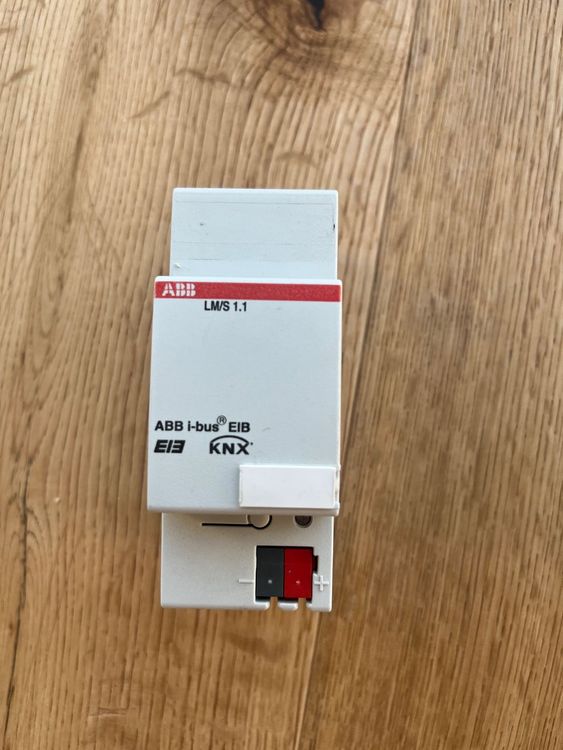 ABB
LM/S 1.1
ABB i-bus® EIB
EIB KNX®
− +